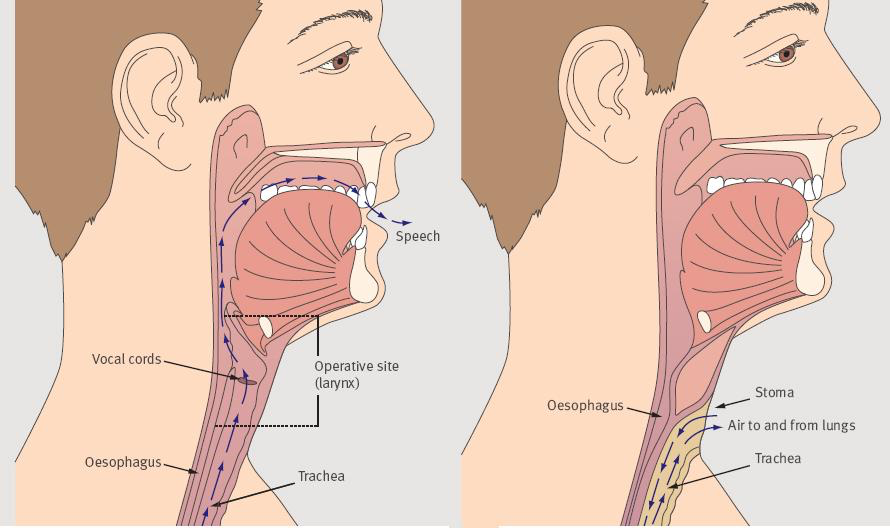 Speech
Vocal cords
Operative site
(larynx)
Oesophagus
Trachea
Oesophagus
Stoma
Air to and from lungs
Trachea